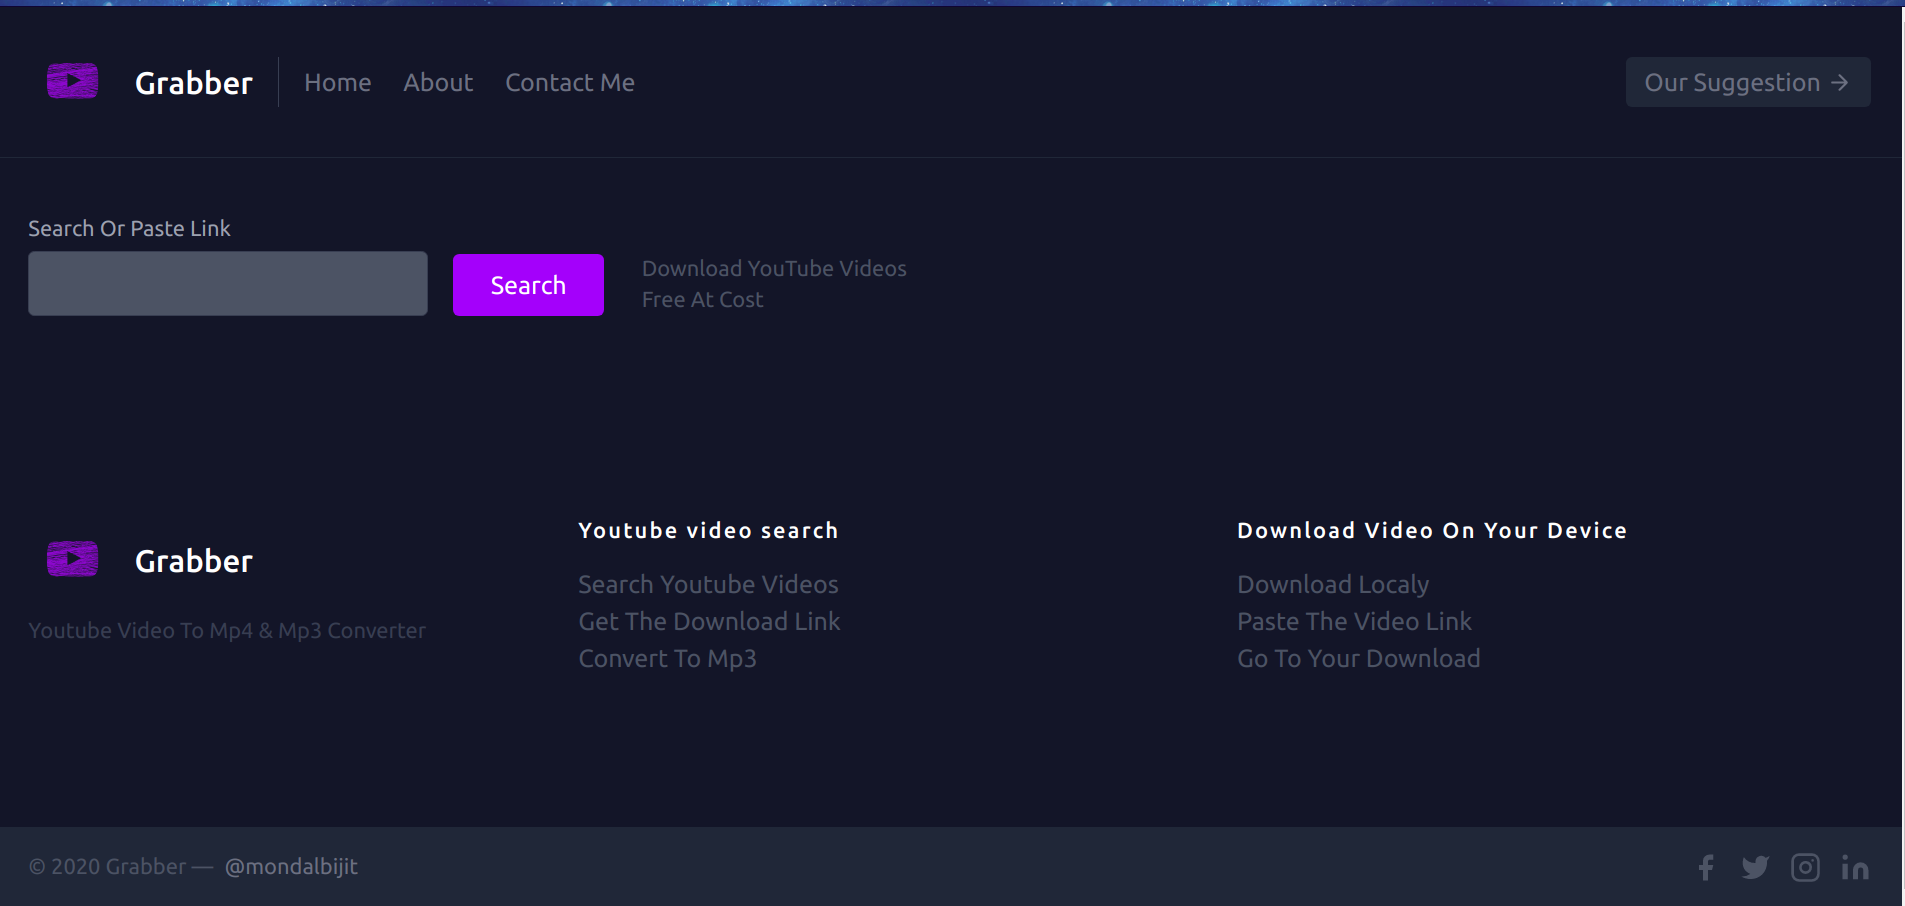 Grabber
Home
About
Contact Me
Our Suggestion →
Search Or Paste Link
Search
Download YouTube Videos
Free At Cost
Grabber
Youtube Video To Mp4 & Mp3 Converter
Youtube video search
Search Youtube Videos
Get The Download Link
Convert To Mp3
Download Video On Your Device
Download Localy
Paste The Video Link
Go To Your Download
© 2020 Grabber — @mondalbijit